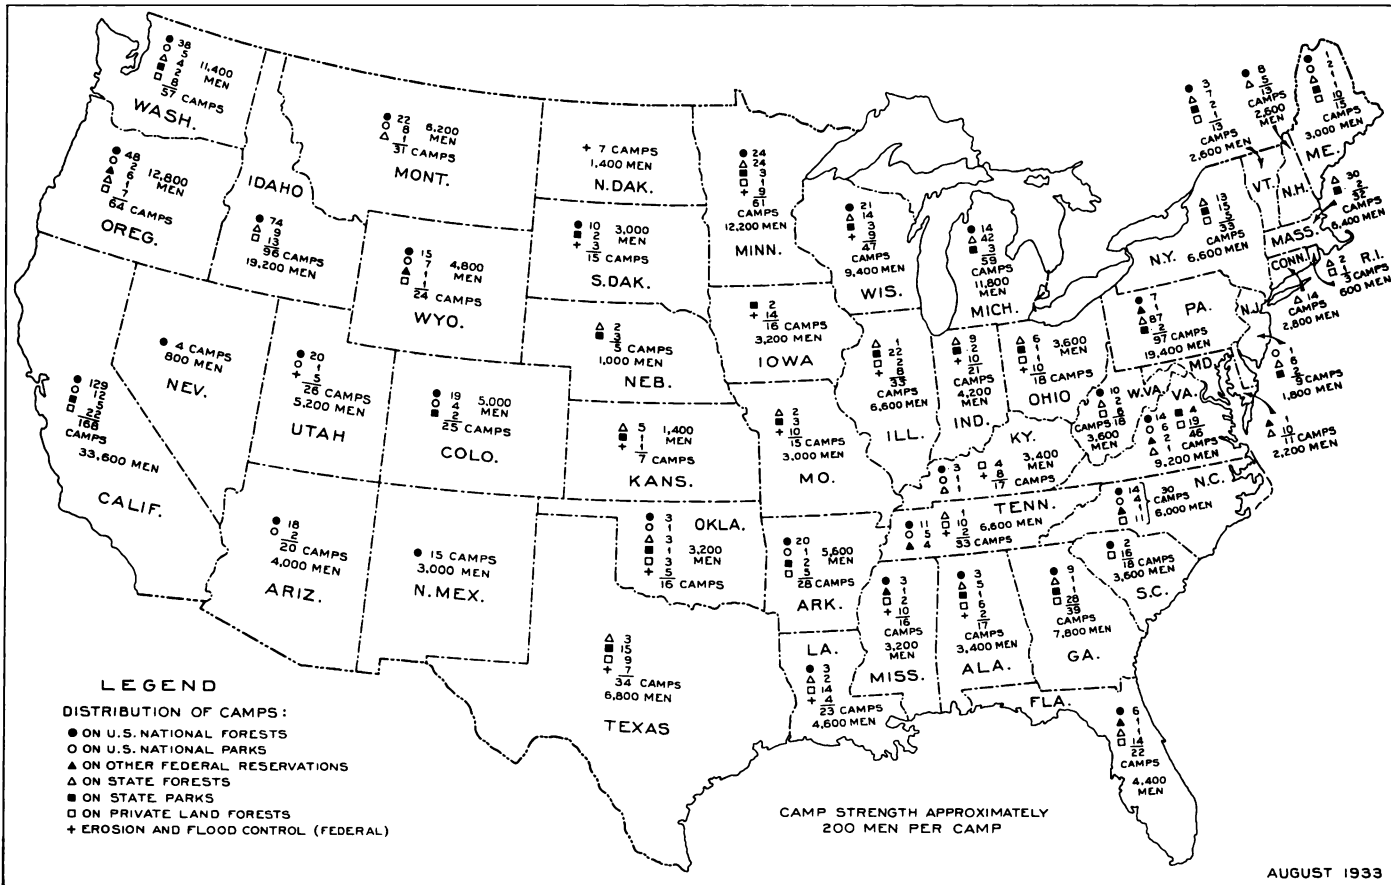 ● 38
○ 5
△ 4
■ 2
□ 8
57 CAMPS
11,400
MEN
WASH.
● 48
○ 2
▲ 6
△ 1
□ 7
64 CAMPS
12,800
MEN
OREG.
IDAHO
● 74
△ 9
□ 13
96 CAMPS
19,200 MEN
● 22
○ 8
△ 1
31 CAMPS
6,200
MEN
MONT.
+ 7 CAMPS
1,400 MEN
N.DAK.
● 10
■ 2
+ 3
15 CAMPS
3,000
MEN
S.DAK.
● 15
○ 7
▲ 1
□ 1
24 CAMPS
4,800
MEN
WYO.
△ 2
■ 3
5 CAMPS
1,000 MEN
NEB.
● 4 CAMPS
800 MEN
NEV.
● 20
○ 1
+ 5
26 CAMPS
5,200 MEN
UTAH
● 19
○ 4
■ 2
25 CAMPS
5,000
MEN
COLO.
△ 5
■ 1
+ 1
7 CAMPS
1,400
MEN
KANS.
● 129
○ 12
△
■
□ 22
168
CAMPS
33,600 MEN
CALIF.
● 18
○ 2
20 CAMPS
4,000 MEN
ARIZ.
● 15 CAMPS
3,000 MEN
N.MEX.
● 3
○ 1
△ 3
■ 1
□ 3
+ 5
16 CAMPS
OKLA.
3,200
MEN
△ 3
■ 15
□ 9
+ 7
34 CAMPS
6,800 MEN
TEXAS
● 24
△ 24
■ 3
□ 1
+ 9
61
CAMPS
12,200 MEN
MINN.
■ 2
+ 14
16 CAMPS
3,200 MEN
IOWA
△ 2
■ 3
+ 10
15 CAMPS
3,000 MEN
MO.
● 20
○ 1
■ 2
□ 5
28 CAMPS
5,600
MEN
ARK.
LA.
● 3
△ 2
□ 14
+ 4
23 CAMPS
4,600 MEN
● 21
△ 14
■ 3
+ 9
47
CAMPS
9,400 MEN
WIS.
● 14
△ 42
■ 3
59
CAMPS
11,800
MEN
MICH.
△ 1
■ 22
□ 2
+ 8
33
CAMPS
6,600 MEN
ILL.
△ 9
■ 2
+ 10
21
CAMPS
4,200
MEN
IND.
△ 6
■ 1
□ 1
+ 10
18 CAMPS
3,600
MEN
OHIO
KY.
● 3
○ 1
△ 1
□ 4
+ 8
17 CAMPS
3,400
MEN
TENN.
● 11
○ 5
▲ 4
△ 1
□ 10
+ 2
33 CAMPS
6,600 MEN
● 3
▲ 1
□ 2
+ 10
16
CAMPS
3,200
MEN
MISS.
● 3
△ 5
■ 1
□ 6
+ 2
17
CAMPS
3,400 MEN
ALA.
● 9
△ 1
■ 1
□ 28
39
CAMPS
7,800 MEN
GA.
FLA.
● 6
▲ 1
△ 1
□ 14
22
CAMPS
4,400
MEN
● 2
□ 16
18 CAMPS
3,600 MEN
S.C.
N.C.
● 14
○ 4
▲ 1
□ 11
30
CAMPS
6,000 MEN
W.VA.
● 10
△ 2
□ 6
CAMPS 18
3,600
MEN
VA.
● 14
○ 6
▲ 2
△ 1
■ 4
□ 19
46
CAMPS
9,200 MEN
MD.
▲ 1
△ 10
11 CAMPS
2,200 MEN
● 7
▲ 1
△ 87
■ 2
97 CAMPS
19,400 MEN
PA.
N.J.
○ 1
△ 6
■ 2
9 CAMPS
1,800 MEN
△ 13
■ 15
□ 5
33
CAMPS
6,600 MEN
N.Y.
● 3
△ 7
■ 2
□ 1
13
CAMPS
2,600 MEN
VT.
● 8
△ 5
13
CAMPS
2,600
MEN
N.H.
● 1
○ 2
△ 1
■ 1
□ 10
15
CAMPS
3,000 MEN
ME.
△ 30
■ 2
32
CAMPS
6,400 MEN
MASS.
CONN.
△ 14
CAMPS
2,800 MEN
R.I.
△ 2
□ 1
3 CAMPS
600 MEN
LEGEND
DISTRIBUTION OF CAMPS:
● ON U.S. NATIONAL FORESTS
○ ON U.S. NATIONAL PARKS
▲ ON OTHER FEDERAL RESERVATIONS
△ ON STATE FORESTS
■ ON STATE PARKS
□ ON PRIVATE LAND FORESTS
+ EROSION AND FLOOD CONTROL (FEDERAL)
CAMP STRENGTH APPROXIMATELY
200 MEN PER CAMP
AUGUST 1933